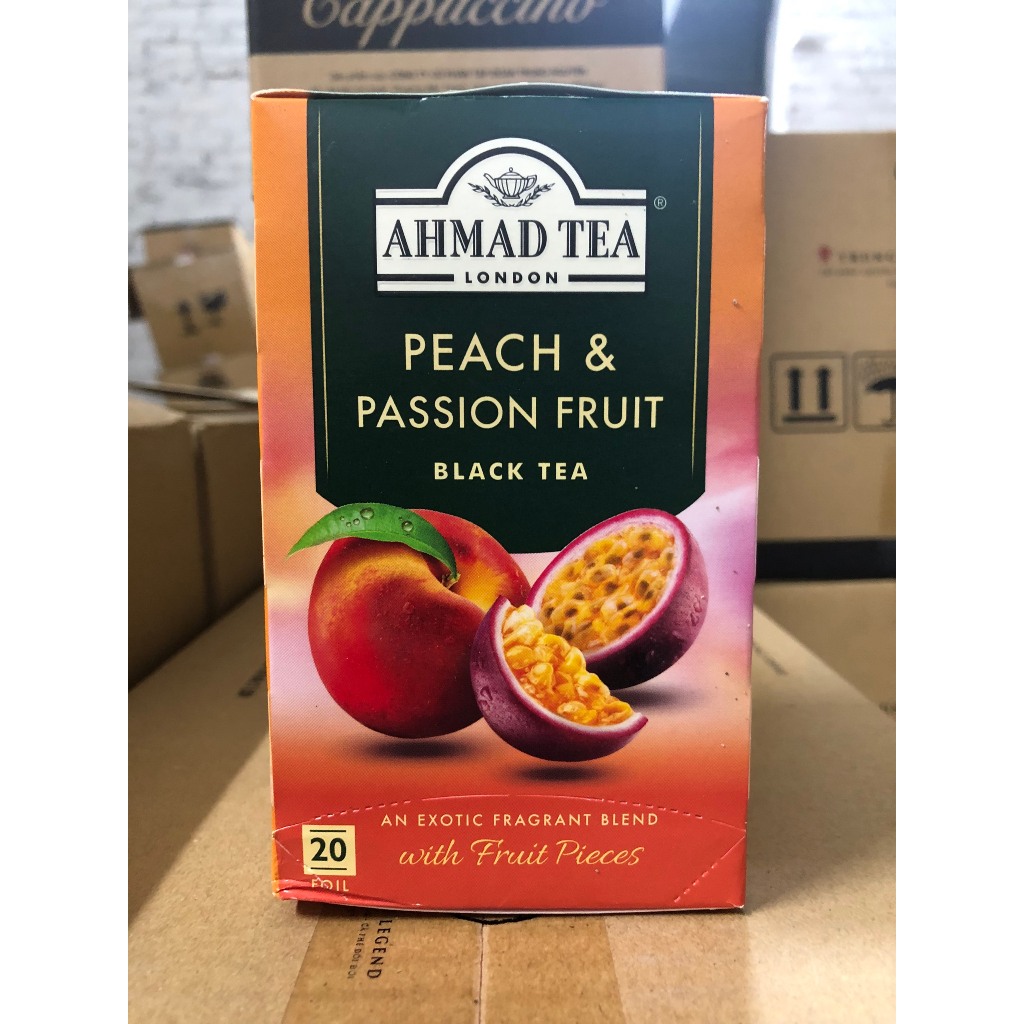 Cappuccino
AHMAD TEA
®
LONDON
PEACH &
PASSION FRUIT
BLACK TEA
AN EXOTIC FRAGRANT BLEND
with Fruit Pieces
20
FOIL
LEGEND